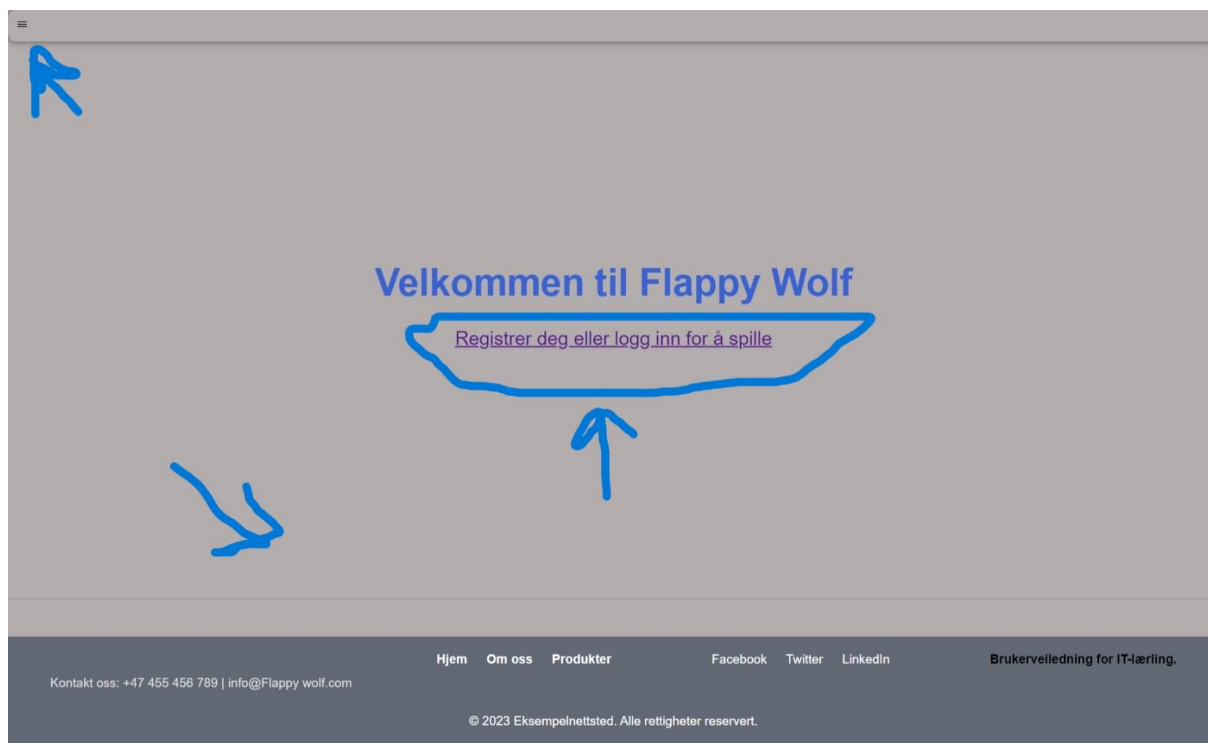 Velkommen til Flappy Wolf
Registrer deg eller logg inn for å spille
Hjem Om oss Produkter Facebook Twitter LinkedIn Brukerveiledning for IT-lærling.
Kontakt oss: +47 455 456 789 | info@Flappy wolf.com
© 2023 Eksempelnettsted. Alle rettigheter reservert.